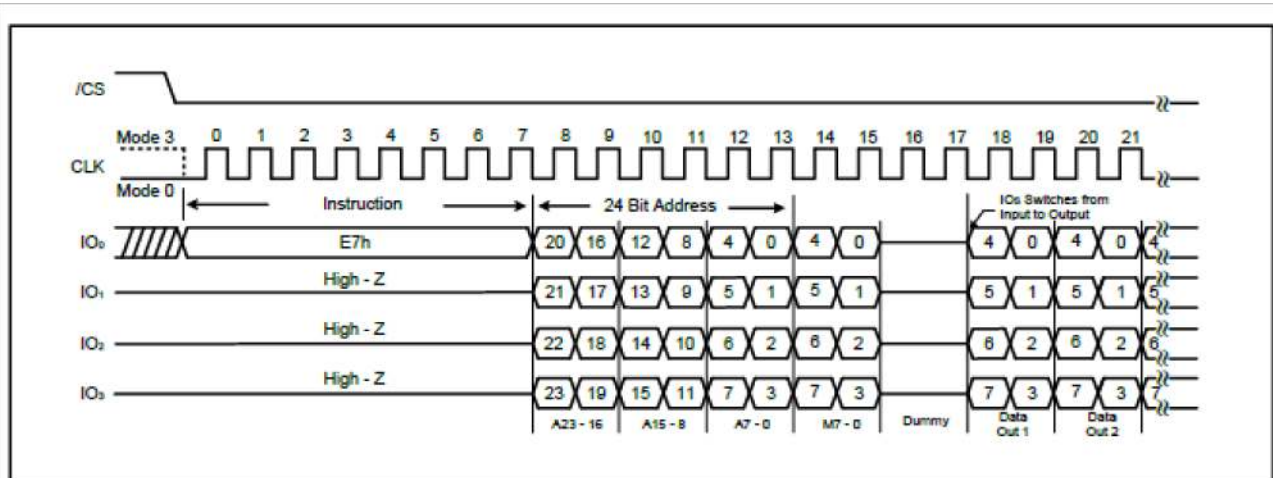 /CS
Mode 3 0 1 2 3 4 5 6 7 8 9 10 11 12 13 14 15 16 17 18 19 20 21
CLK
Mode 0
Instruction 24 Bit Address IOs Switches from
Input to Output
IO₀ E7h 20 16 12 8 4 0 4 0 4 0 4 0 4
High - Z
IO₁ 21 17 13 9 5 1 5 1 5 1 5 1 5
High - Z
IO₂ 22 18 14 10 6 2 6 2 6 2 6 2 6
High - Z
IO₃ 23 19 15 11 7 3 7 3 7 3 7 3 7
A23 - 16 A15 - 8 A7 - 0 M7 - 0 Dummy Data Data
Out 1 Out 2